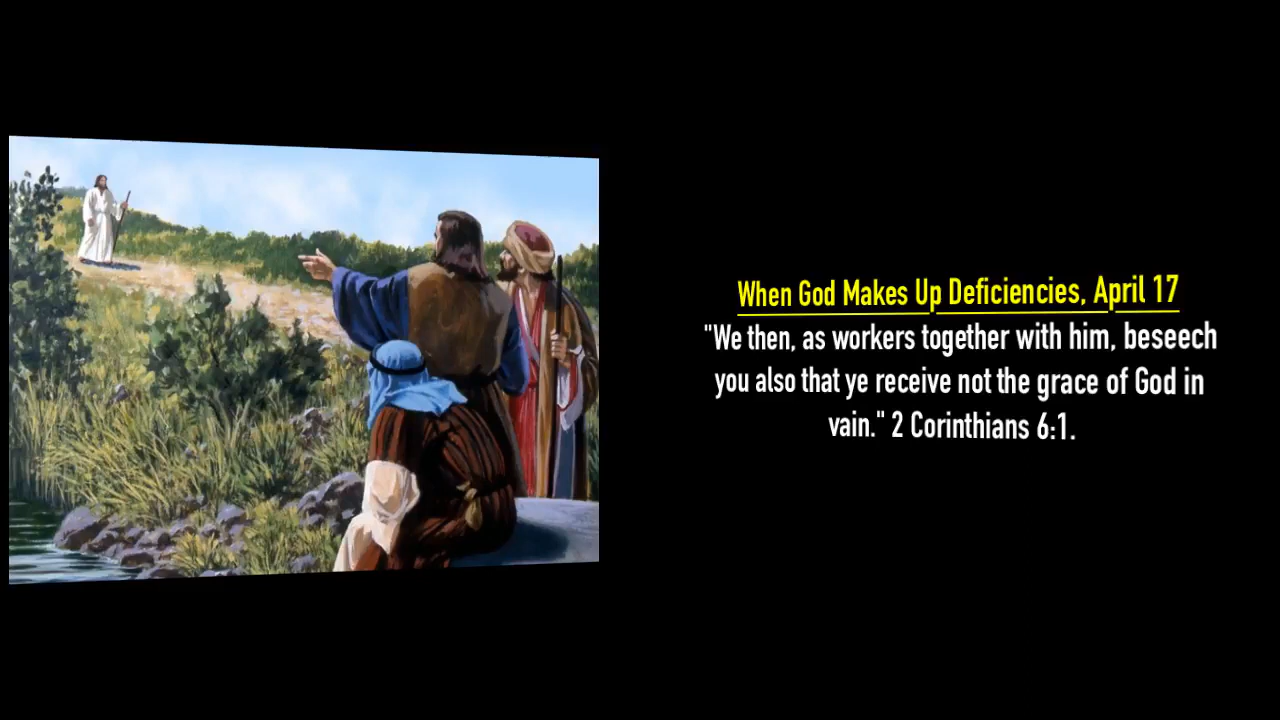 When God Makes Up Deficiencies, April 17
"We then, as workers together with him, beseech
you also that ye receive not the grace of God in
vain." 2 Corinthians 6:1.